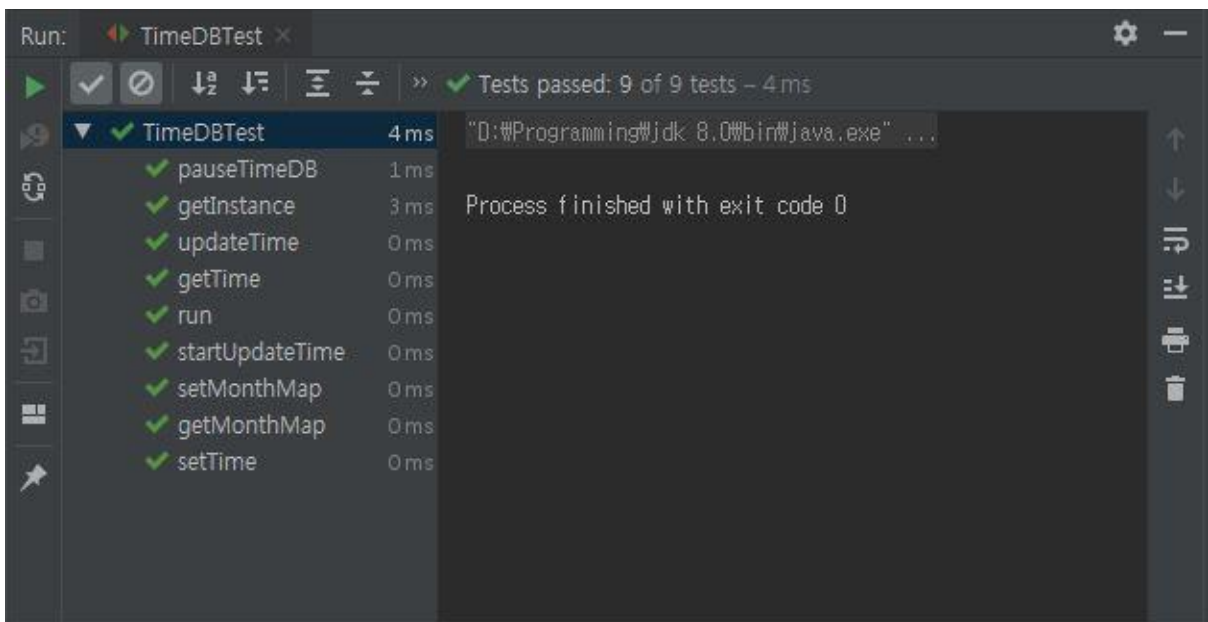 Run: TimeDBTest
Tests passed: 9 of 9 tests – 4 ms
TimeDBTest 4 ms
pauseTimeDB 1 ms
getInstance 3 ms
updateTime 0 ms
getTime 0 ms
run 0 ms
startUpdateTime 0 ms
setMonthMap 0 ms
getMonthMap 0 ms
setTime 0 ms
"D:₩Programming₩jdk 8.0₩bin₩java.exe" ...
Process finished with exit code 0